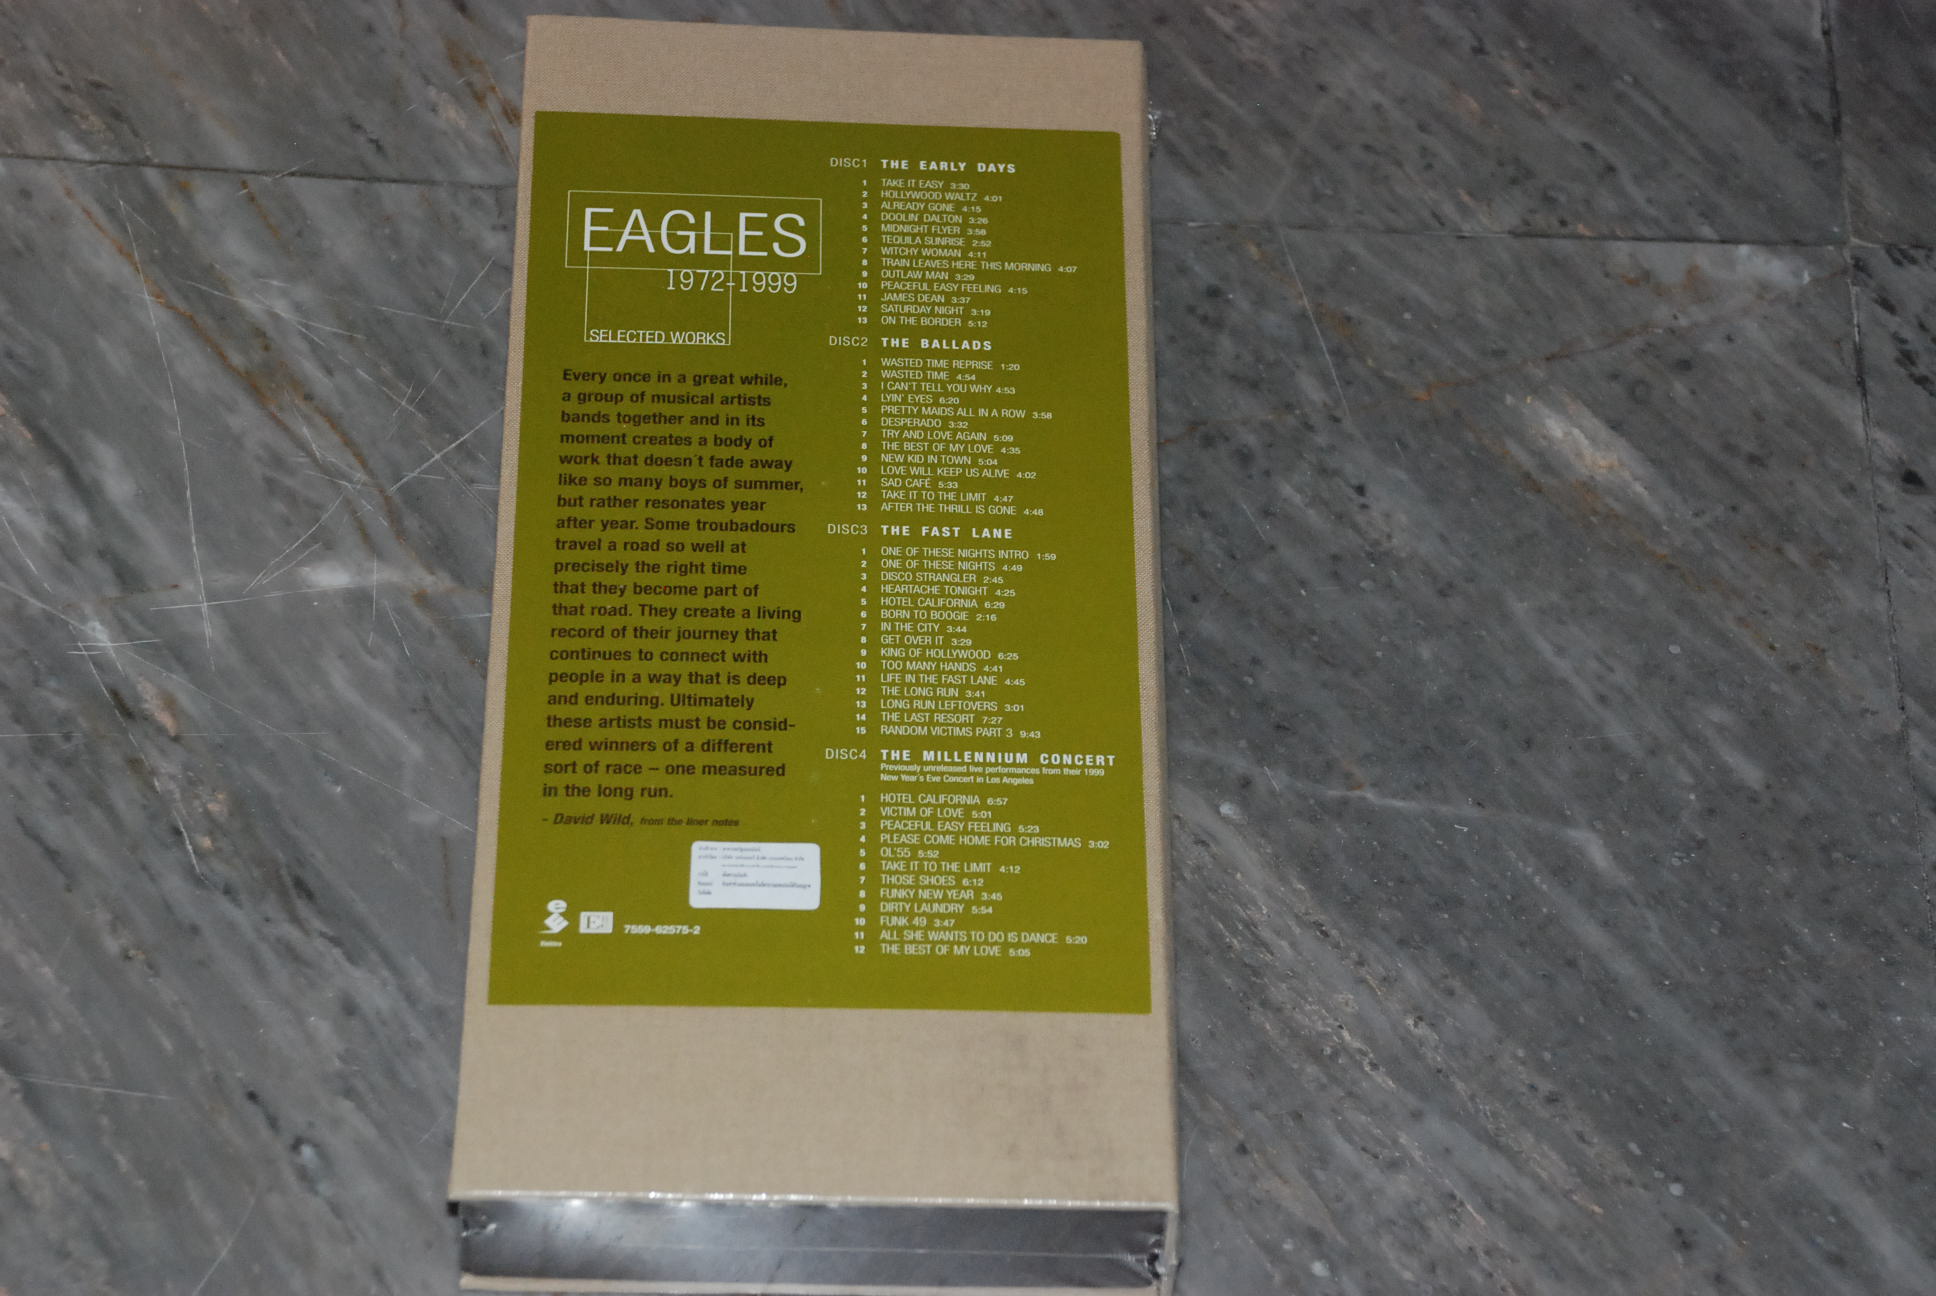 EAGLES
1972-1999
SELECTED WORKS
Every once in a great while,
a group of musical artists
bands together and in its
moment creates a body of
work that doesn't fade away
like so many boys of summer,
but rather resonates year
after year. Some troubadours
travel a road so well at
precisely the right time
that they become part of
that road. They create a living
record of their journey that
continues to connect with
people in a way that is deep
and enduring. Ultimately
these artists must be consid-
ered winners of a different
sort of race – one measured
in the long run.
- David Wild, from the liner notes
Elektra
7559-62575-2
DISC1 THE EARLY DAYS
1 TAKE IT EASY 3:30
2 HOLLYWOOD WALTZ 4:01
3 ALREADY GONE 4:15
4 DOOLIN' DALTON 3:26
5 MIDNIGHT FLYER 3:58
6 TEQUILA SUNRISE 2:52
7 WITCHY WOMAN 4:11
8 TRAIN LEAVES HERE THIS MORNING 4:07
9 OUTLAW MAN 3:29
10 PEACEFUL EASY FEELING 4:15
11 JAMES DEAN 3:37
12 SATURDAY NIGHT 3:19
13 ON THE BORDER 5:12
DISC2 THE BALLADS
1 WASTED TIME REPRISE 1:20
2 WASTED TIME 4:54
3 I CAN'T TELL YOU WHY 4:53
4 LYIN' EYES 6:20
5 PRETTY MAIDS ALL IN A ROW 3:58
6 DESPERADO 3:32
7 TRY AND LOVE AGAIN 5:09
8 THE BEST OF MY LOVE 4:35
9 NEW KID IN TOWN 5:04
10 LOVE WILL KEEP US ALIVE 4:02
11 SAD CAFÉ 5:33
12 TAKE IT TO THE LIMIT 4:47
13 AFTER THE THRILL IS GONE 4:48
DISC3 THE FAST LANE
1 ONE OF THESE NIGHTS INTRO 1:59
2 ONE OF THESE NIGHTS 4:49
3 DISCO STRANGLER 2:45
4 HEARTACHE TONIGHT 4:25
5 HOTEL CALIFORNIA 6:29
6 BORN TO BOOGIE 2:16
7 IN THE CITY 3:44
8 GET OVER IT 3:29
9 KING OF HOLLYWOOD 6:25
10 TOO MANY HANDS 4:41
11 LIFE IN THE FAST LANE 4:45
12 THE LONG RUN 3:41
13 LONG RUN LEFTOVERS 3:01
14 THE LAST RESORT 7:27
15 RANDOM VICTIMS PART 3 9:43
DISC4 THE MILLENNIUM CONCERT
Previously unreleased live performances from their 1999
New Year's Eve Concert in Los Angeles
1 HOTEL CALIFORNIA 6:57
2 VICTIM OF LOVE 5:01
3 PEACEFUL EASY FEELING 5:23
4 PLEASE COME HOME FOR CHRISTMAS 3:02
5 OL'55 5:52
6 TAKE IT TO THE LIMIT 4:12
7 THOSE SHOES 6:12
8 FUNKY NEW YEAR 3:45
9 DIRTY LAUNDRY 5:54
10 FUNK 49 3:47
11 ALL SHE WANTS TO DO IS DANCE 5:20
12 THE BEST OF MY LOVE 5:05